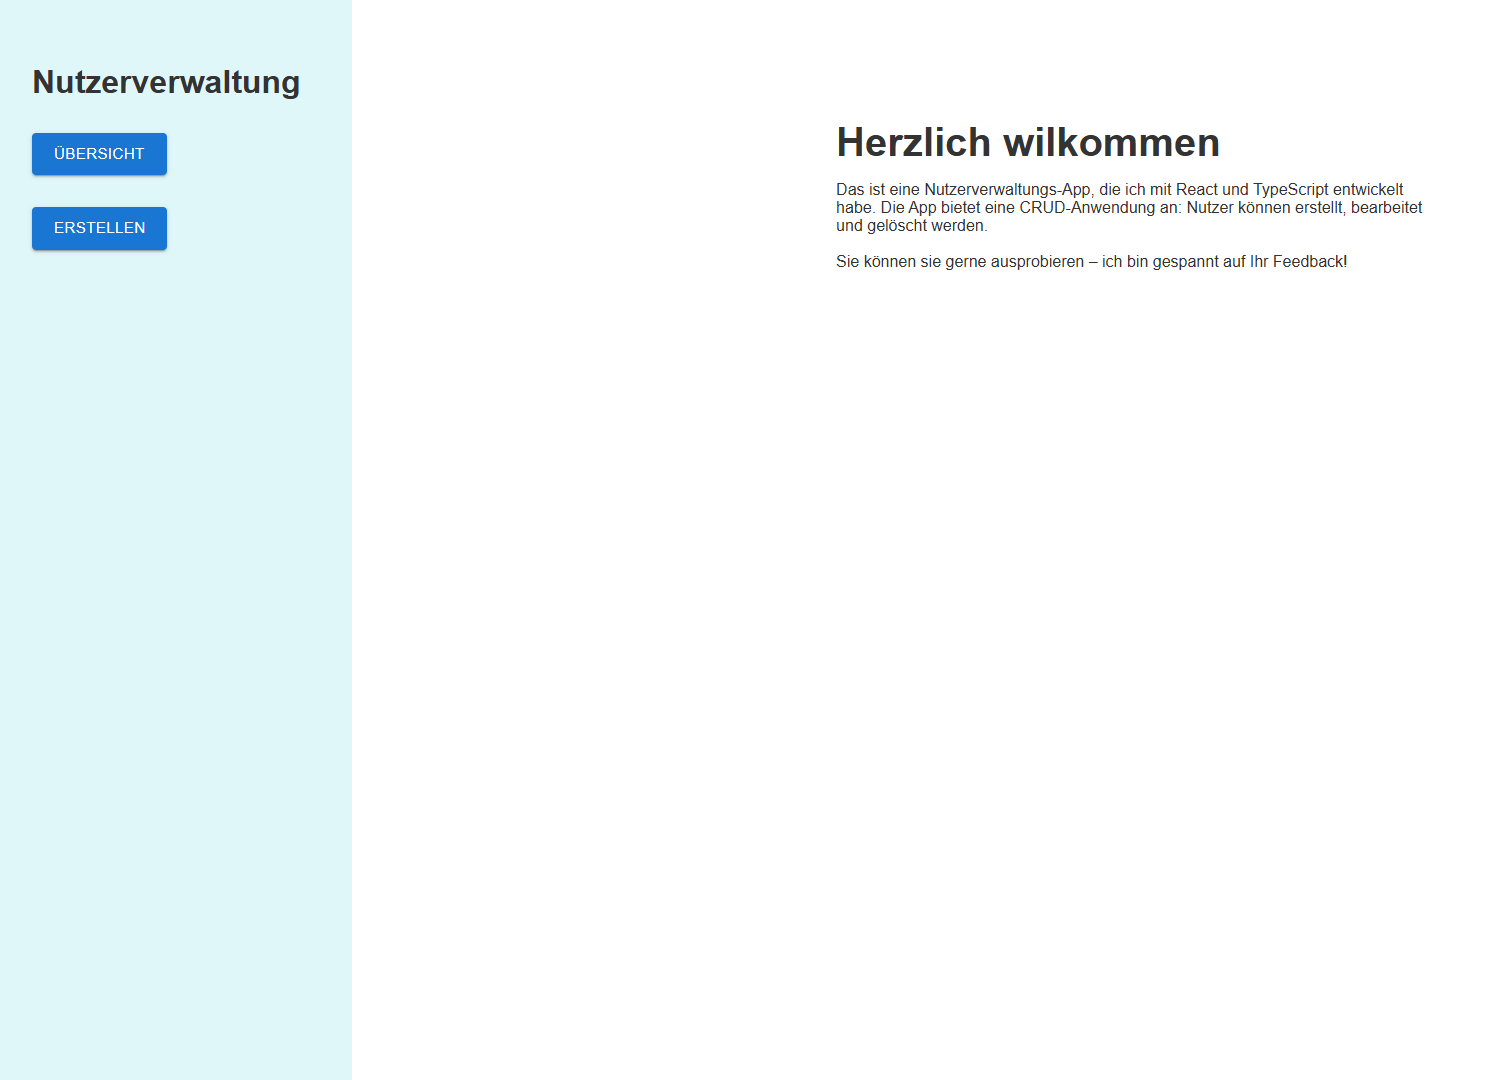 Nutzerverwaltung
ÜBERSICHT
ERSTELLEN
Herzlich wilkommen
Das ist eine Nutzerverwaltungs-App, die ich mit React und TypeScript entwickelt
habe. Die App bietet eine CRUD-Anwendung an: Nutzer können erstellt, bearbeitet
und gelöscht werden.
Sie können sie gerne ausprobieren – ich bin gespannt auf Ihr Feedback!